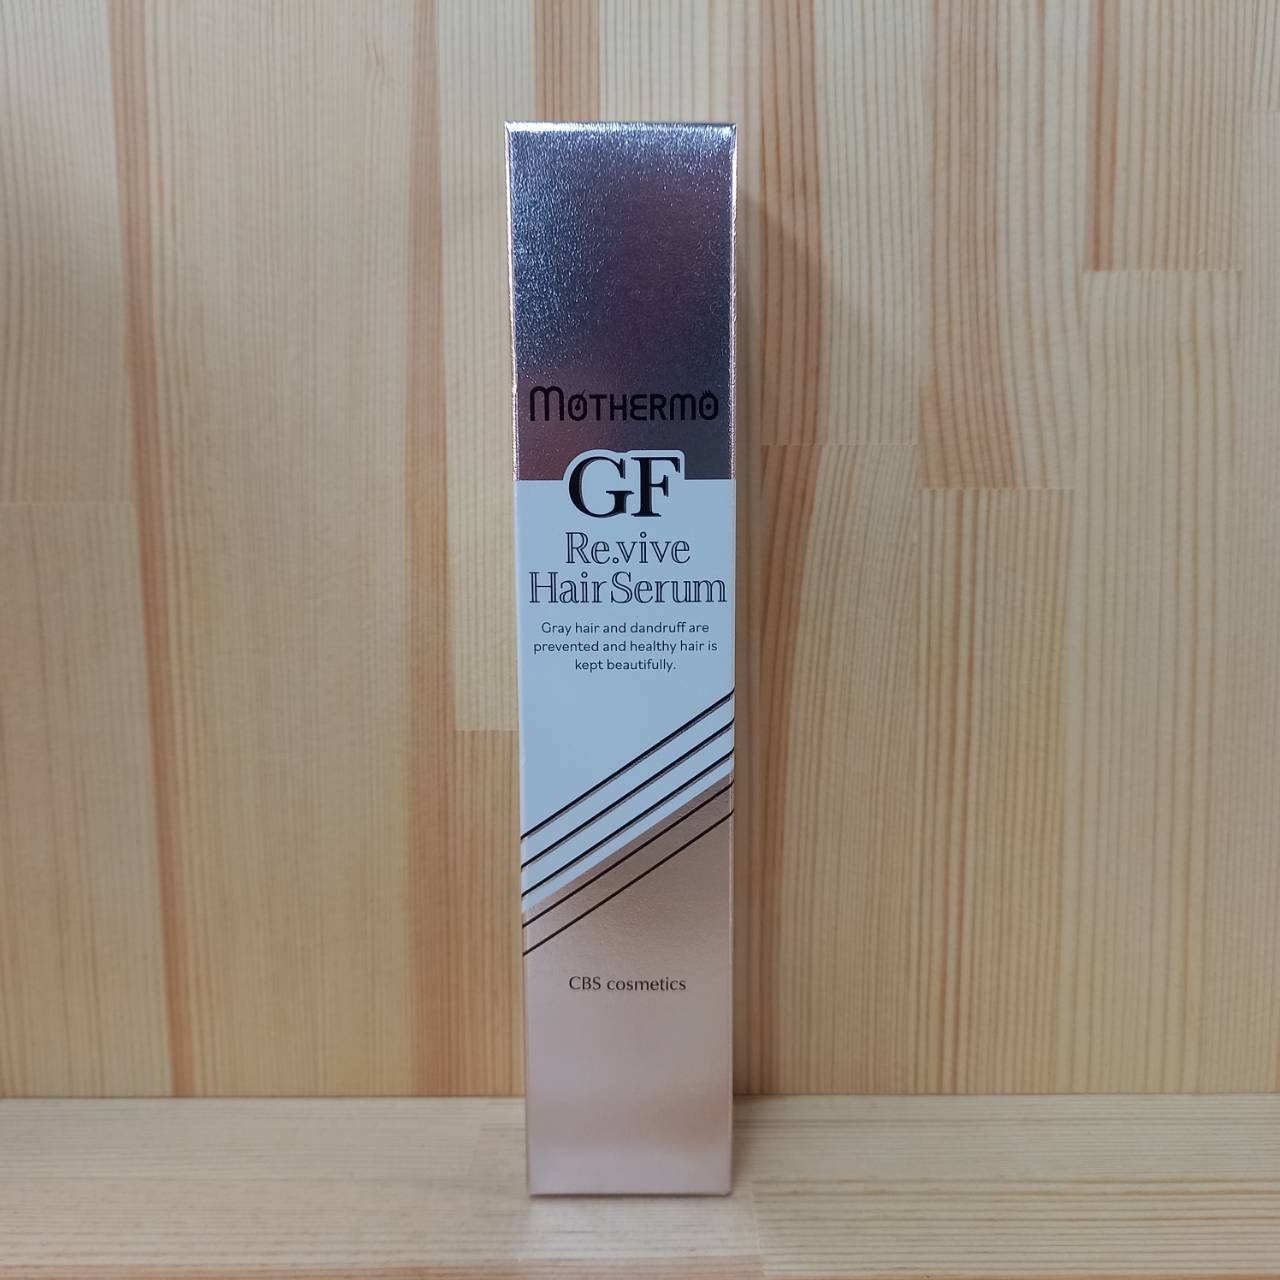 MOTHERMO
GF
Re.vive
Hair Serum
Gray hair and dandruff are
prevented and healthy hair is
kept beautifully.
CBS cosmetics